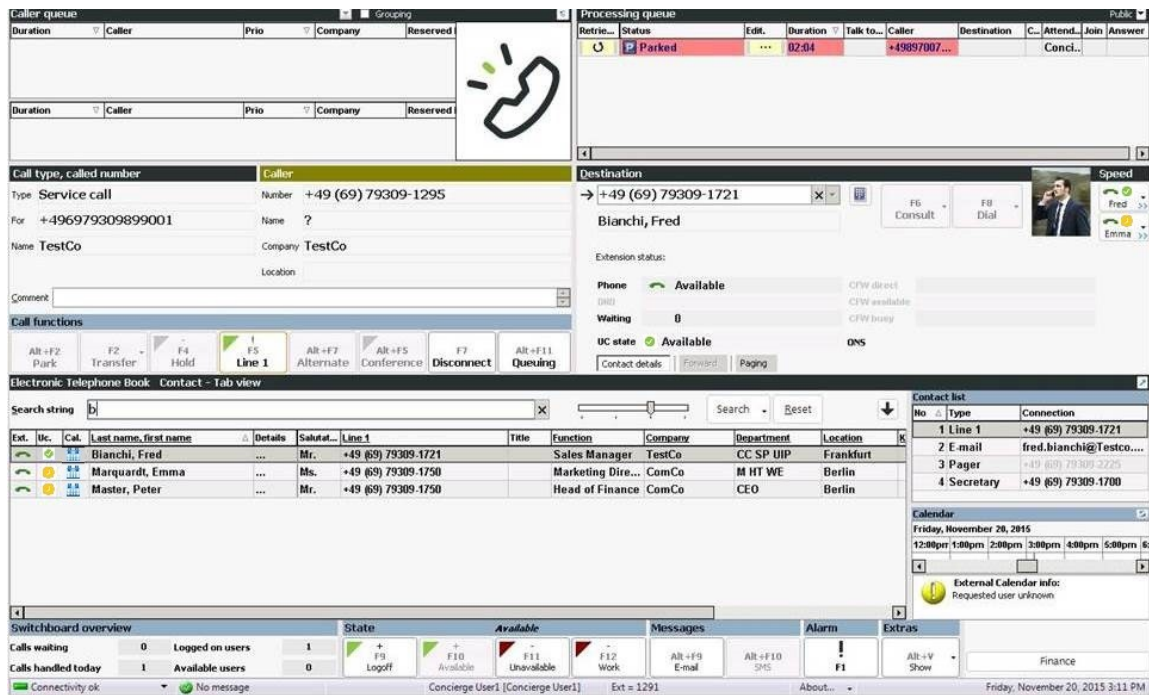 Caller queue Grouping
Duration Caller Prio Company Reserved
Duration Caller Prio Company Reserved
Processing queue Public
Retrie... Status Edit. Duration Talk to... Caller Destination C... Attend... Join Answer
P Parked ... 02:04 +49897007... Conci..
Call type, called number
Type Service call
For +496979309899001
Name TestCo
Caller
Number +49 (69) 79309-1295
Name ?
Company TestCo
Location
Comment
Call functions
Alt+F2 Park
F2 Transfer
F4 Hold
F5 Line 1
Alt+F7 Alternate
Alt+F5 Conference
F7 Disconnect
Alt+F11 Queuing
Destination
+49 (69) 79309-1721
Bianchi, Fred
F6 Consult
F8 Dial
Speed
Fred >>
Emma >>
Extension status:
Phone Available CFW direct
DND CFW available
Waiting 0 CFW busy
UC state Available ONS
Contact details Forward Paging
Electronic Telephone Book Contact - Tab view
Search string b Search Reset
Ext. Uc. Cal. Last name, first name Details Salutat... Line 1 Title Function Company Department Location K
Bianchi, Fred ... Mr. +49 (69) 79309-1721 Sales Manager TestCo CC SP UIP Frankfurt
Marquardt, Emma ... Ms. +49 (69) 79309-1750 Marketing Dire... ComCo M HT WE Berlin
Master, Peter ... Mr. +49 (69) 79309-1750 Head of Finance ComCo CEO Berlin
Contact list
No Type Connection
1 Line 1 +49 (69) 79309-1721
2 E-mail fred.bianchi@Testco....
3 Pager +49 (69) 79309-2225
4 Secretary +49 (69) 79309-1700
Calendar
Friday, November 20, 2015
12:00pm 1:00pm 2:00pm 3:00pm 4:00pm 5:00pm 6:
External Calendar info:
Requested user unknown
Switchboard overview
Calls waiting 0 Logged on users 1
Calls handled today 1 Available users 0
State Available
+ F9 Logoff
+ F10 Available
- F11 Unavailable
- F12 Work
Messages
Alt+F9 E-mail
Alt+F10 SMS
Alarm
! F1
Extras
Alt+V Show
Finance
Connectivity ok No message Concierge User1 [Concierge User1] Ext = 1291 About... Friday, November 20, 2015 3:11 PM